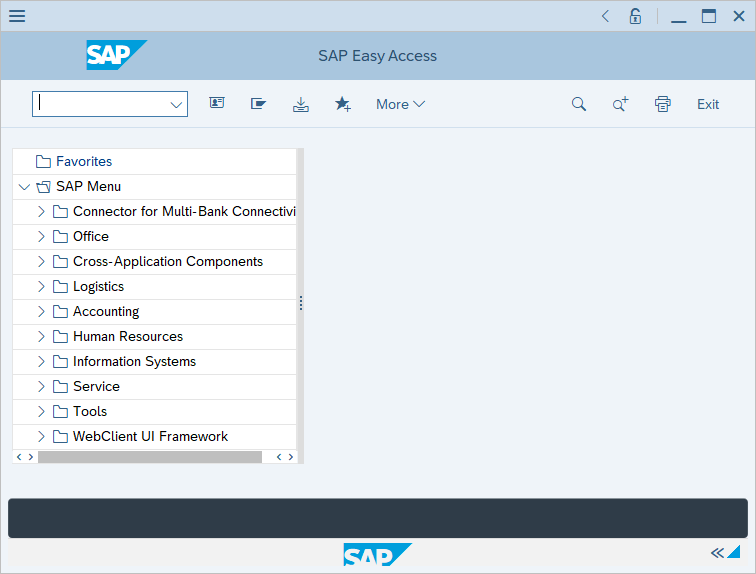 SAP
SAP Easy Access
More
Exit
Favorites
SAP Menu
Connector for Multi-Bank Connectivi
Office
Cross-Application Components
Logistics
Accounting
Human Resources
Information Systems
Service
Tools
WebClient UI Framework
SAP